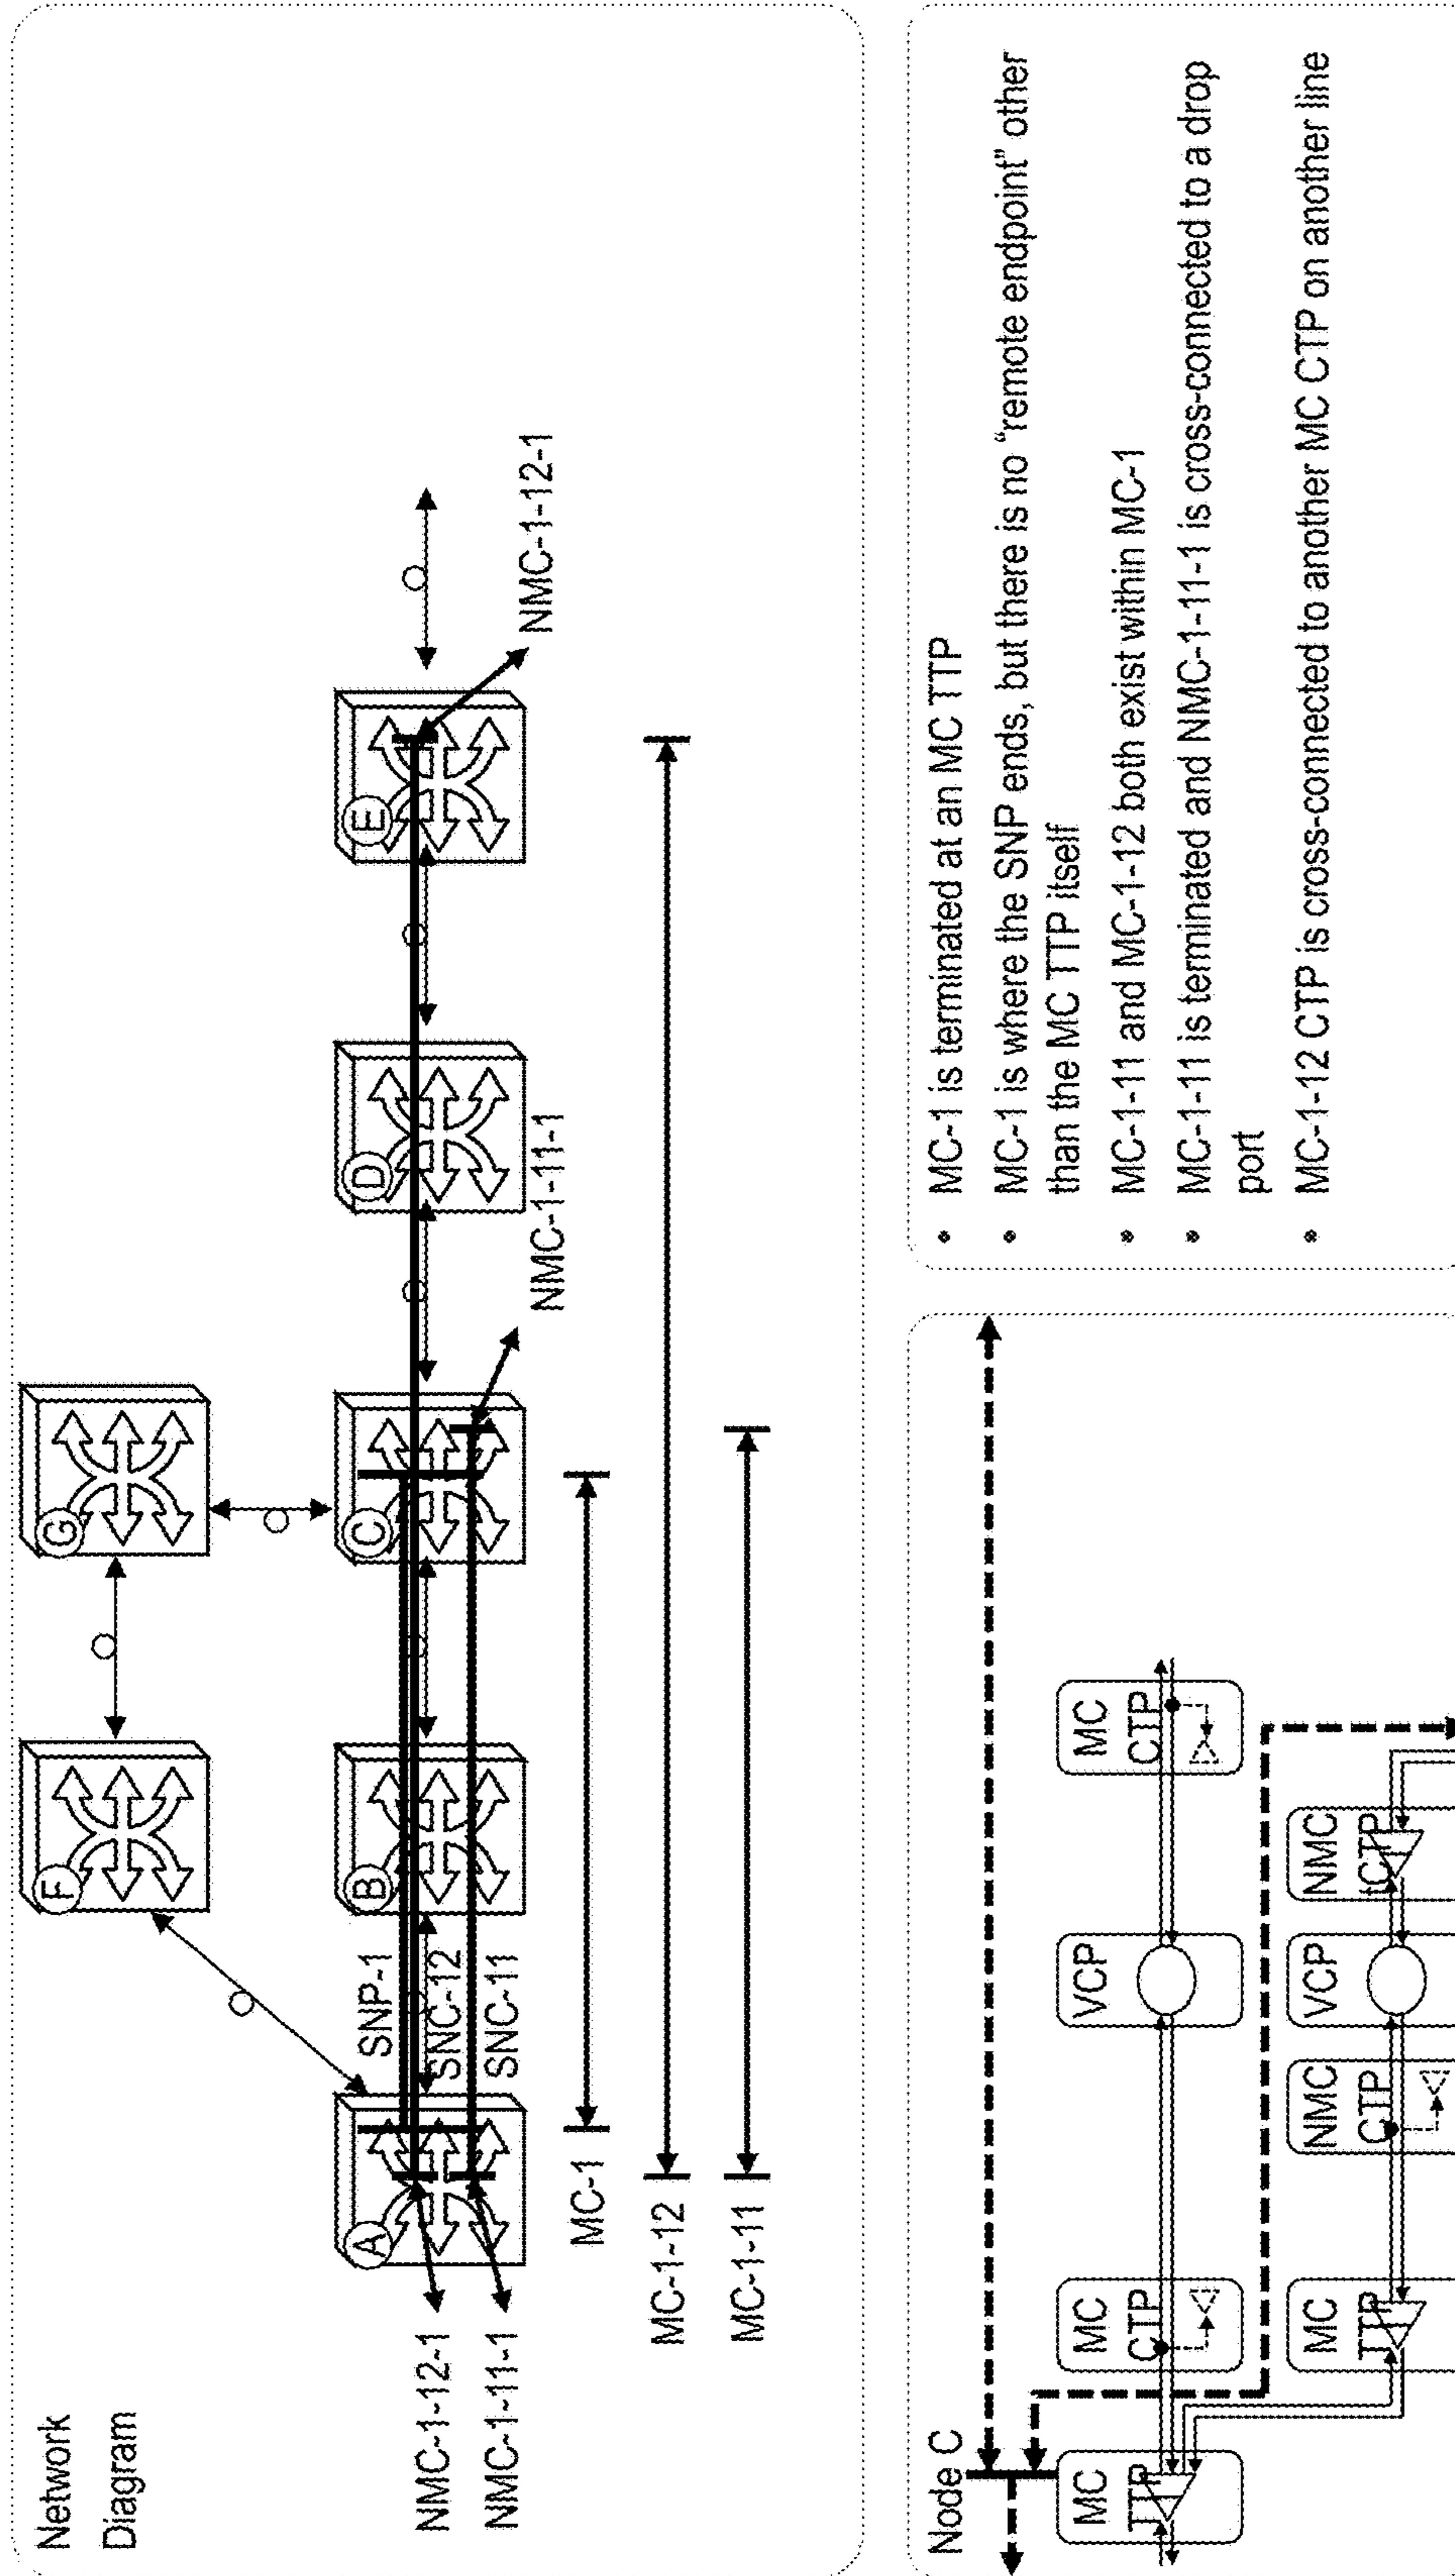 Network
Diagram
F
G
A
B
C
D
E
SNP-1
SNC-12
SNC-11
NMC-1-12-1
NMC-1-11-1
NMC-1-11-1
NMC-1-12-1
MC-1
MC-1-12
MC-1-11
Node C
MC
TTP
MC
CTP
VCP
MC
CTP
MC
TTP
NMC
CTP
VCP
NMC
tCTP
• MC-1 is terminated at an MC TTP
• MC-1 is where the SNP ends, but there is no “remote endpoint” other
than the MC TTP itself
• MC-1-11 and MC-1-12 both exist within MC-1
• MC-1-11 is terminated and NMC-1-11-1 is cross-connected to a drop
port
• MC-1-12 CTP is cross-connected to another MC CTP on another line